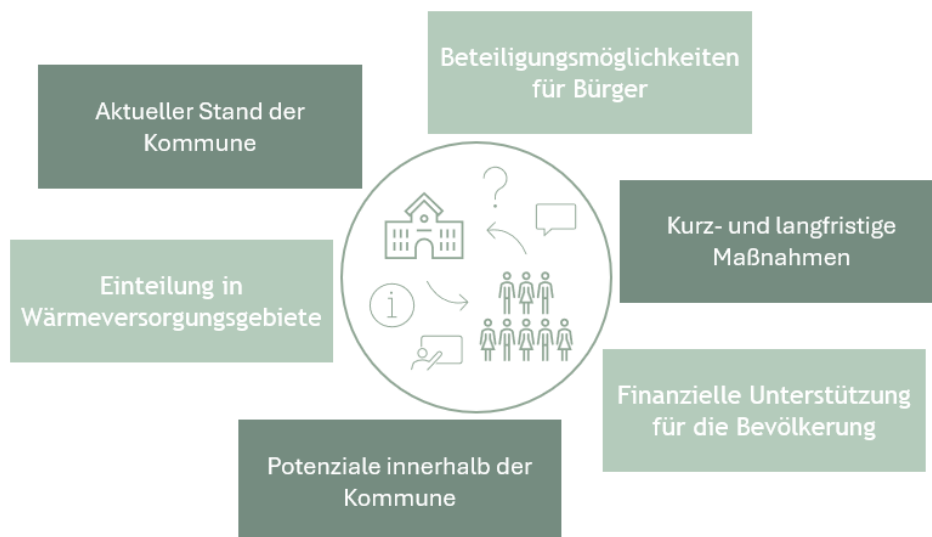 Beteiligungsmöglichkeiten
für Bürger
Aktueller Stand der
Kommune
Kurz- und langfristige
Maßnahmen
Einteilung in
Wärmeversorgungsgebiete
Finanzielle Unterstützung
für die Bevölkerung
Potenziale innerhalb der
Kommune
?
i